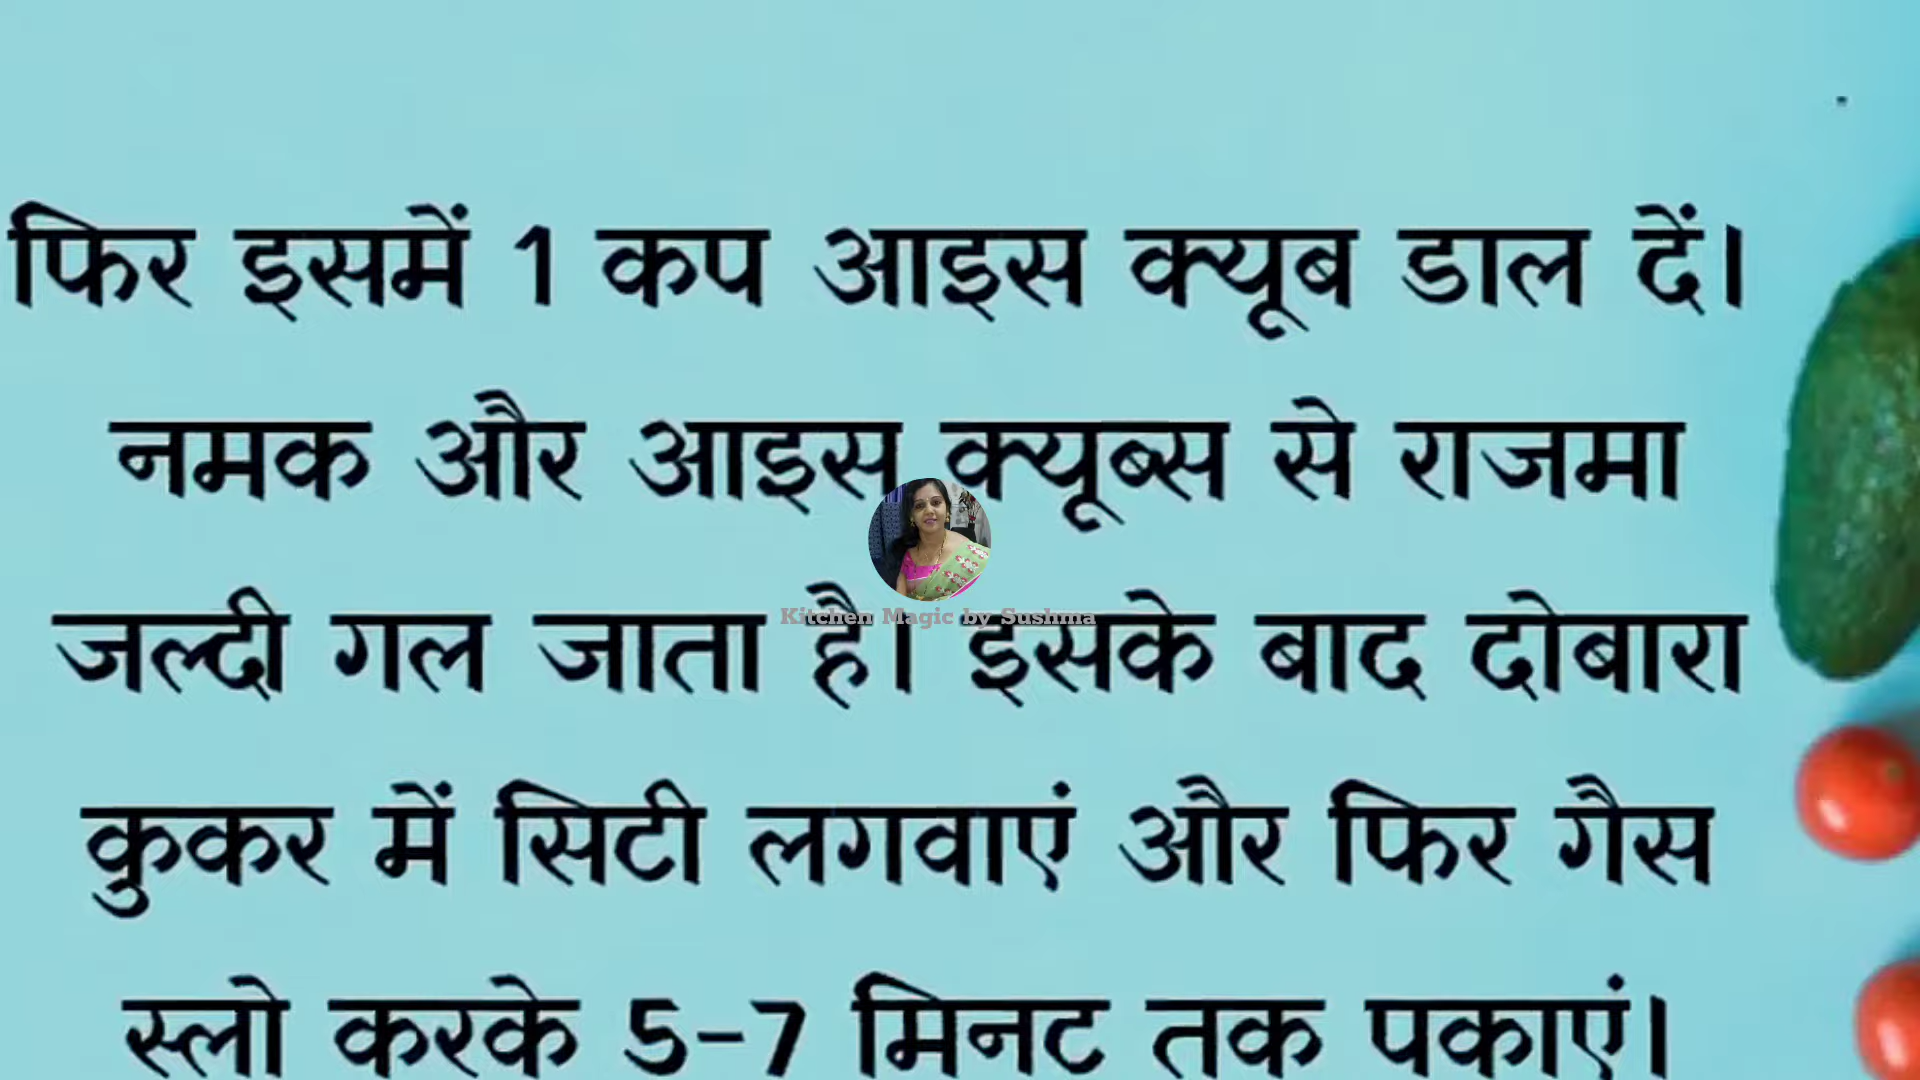 फिर इसमें 1 कप आइस क्यूब डाल दें।
नमक और आइस क्यूब्स से राजमा
जल्दी गल जाता है। इसके बाद दोबारा
कुकर में सिटी लगवाएं और फिर गैस
स्लो करके 5-7 मिनट तक पकाएं।
Kitchen Magic by Sushma